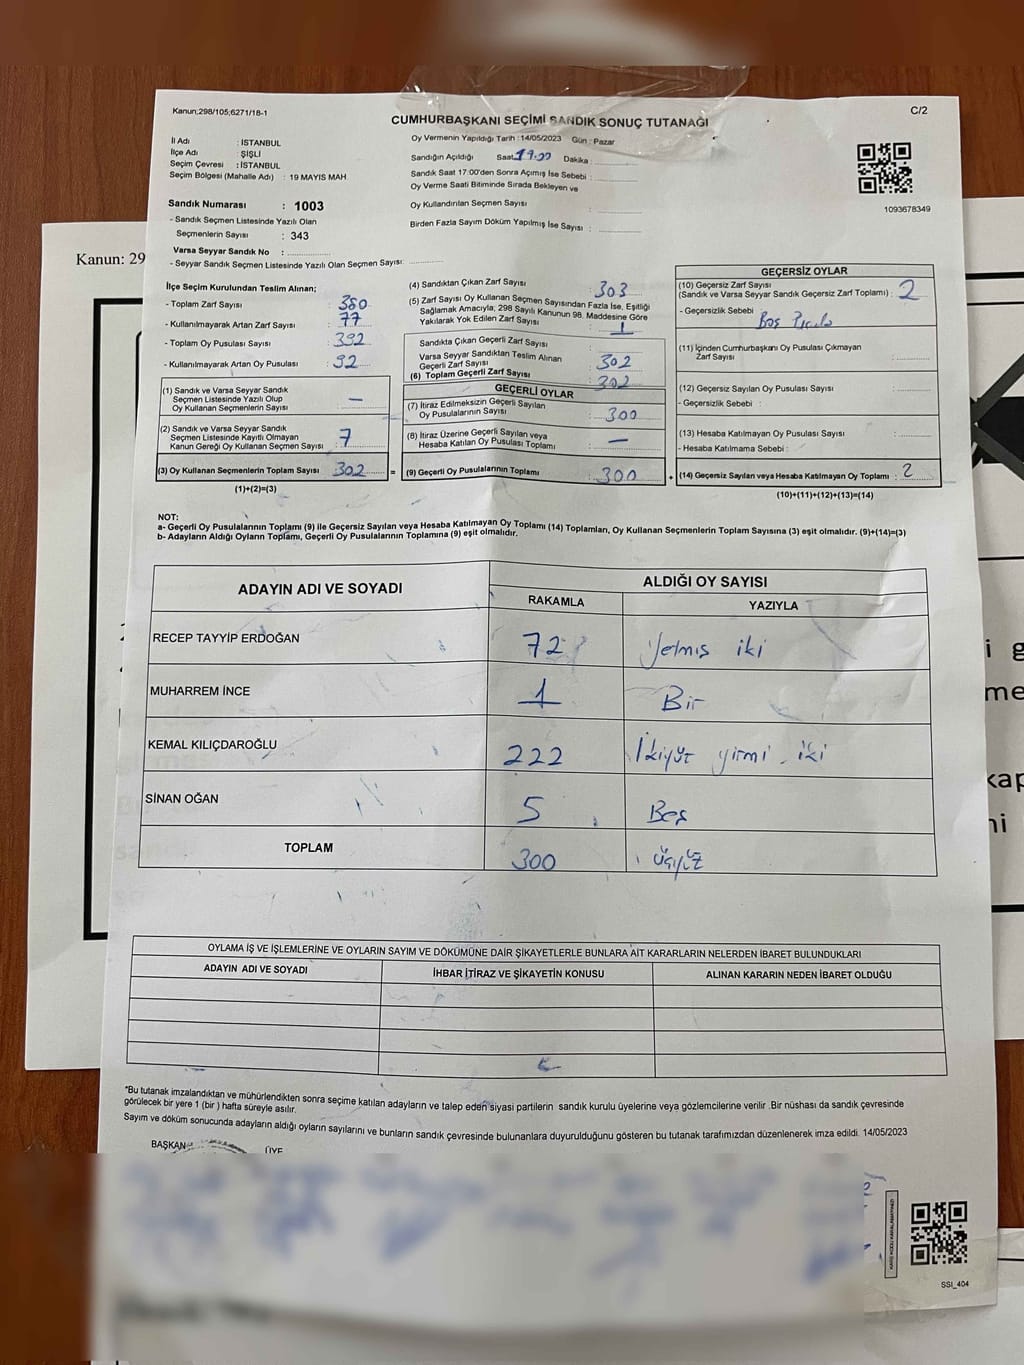 Kanun;298/105;6271/18-1
C/2
CUMHURBAŞKANI SEÇİMİ SANDIK SONUÇ TUTANAĞI
İl Adı : İSTANBUL
İlçe Adı : ŞİŞLİ
Seçim Çevresi : İSTANBUL
Seçim Bölgesi (Mahalle Adı) : 19 MAYIS MAH
Sandık Numarası : 1003
- Sandık Seçmen Listesinde Yazılı Olan
Seçmenlerin Sayısı : 343
Varsa Seyyar Sandık No :
- Seyyar Sandık Seçmen Listesinde Yazılı Olan Seçmen Sayısı:
Oy Vermenin Yapıldığı Tarih :14/05/2023 Gün : Pazar
Sandığın Açıldığı Saat Dakika :
Sandık Saat 17:00'den Sonra Açımış İse Sebebi :
Oy Verme Saati Bitiminde Sırada Bekleyen ve
Oy Kullandırılan Seçmen Sayısı :
Birden Fazla Sayım Döküm Yapılmış İse Sayısı :
1093678349
Kanun: 29
İlçe Seçim Kurulundan Teslim Alınan;
- Toplam Zarf Sayısı : 380
- Kullanılmayarak Artan Zarf Sayısı : 77
- Toplam Oy Pusulası Sayısı : 392
- Kullanılmayarak Artan Oy Pusulası : 92
(1) Sandık ve Varsa Seyyar Sandık
Seçmen Listesinde Yazılı Olup
Oy Kullanan Seçmenlerin Sayısı : —
(2) Sandık ve Varsa Seyyar Sandık
Seçmen Listesinde Kayıtlı Olmayan
Kanun Gereği Oy Kullanan Seçmen Sayısı : 7
(3) Oy Kullanan Seçmenlerin Toplam Sayısı : 302 =
(1)+(2)=(3)
(4) Sandıktan Çıkan Zarf Sayısı : 303
(5) Zarf Sayısı Oy Kullanan Seçmen Sayısından Fazla İse, Eşitliği
Sağlamak Amacıyla, 298 Sayılı Kanunun 98. Maddesine Göre
Yakılarak Yok Edilen Zarf Sayısı : 1
Sandıkta Çıkan Geçerli Zarf Sayısı :
Varsa Seyyar Sandıktan Teslim Alınan
Geçerli Zarf Sayısı : 302
(6) Toplam Geçerli Zarf Sayısı : 302
GEÇERLİ OYLAR
(7) İtiraz Edilmeksizin Geçerli Sayılan
Oy Pusulalarının Sayısı : 300
(8) İtiraz Üzerine Geçerli Sayılan veya
Hesaba Katılan Oy Pusulası Toplamı : —
(9) Geçerli Oy Pusulalarının Toplamı : 300 +
GEÇERSİZ OYLAR
(10) Geçersiz Zarf Sayısı
(Sandık ve Varsa Seyyar Sandık Geçersiz Zarf Toplamı) : 2
- Geçersizlik Sebebi : Boş
(11) İçinden Cumhurbaşkanı Oy Pusulası Çıkmayan
Zarf Sayısı :
(12) Geçersiz Sayılan Oy Pusulası Sayısı :
- Geçersizlik Sebebi :
(13) Hesaba Katılmayan Oy Pusulası Sayısı :
- Hesaba Katılmama Sebebi :
(14) Geçersiz Sayılan veya Hesaba Katılmayan Oy Toplamı : 2
(10)+(11)+(12)+(13)=(14)
NOT:
a- Geçerli Oy Pusulalarının Toplamı (9) ile Geçersiz Sayılan veya Hesaba Katılmayan Oy Toplamı (14) Toplamları, Oy Kullanan Seçmenlerin Toplam Sayısına (3) eşit olmalıdır. (9)+(14)=(3)
b- Adayların Aldığı Oyların Toplamı, Geçerli Oy Pusulalarının Toplamına (9) eşit olmalıdır.
ADAYIN ADI VE SOYADI
ALDIĞI OY SAYISI
RAKAMLA YAZIYLA
RECEP TAYYİP ERDOĞAN 72 Yetmiş iki
MUHARREM İNCE 1 Bir
KEMAL KILIÇDAROĞLU 222 İkiyüz yirmi iki
SİNAN OĞAN 5 Beş
TOPLAM 300 üçyüz
OYLAMA İŞ VE İŞLEMLERİNE VE OYLARIN SAYIM VE DÖKÜMÜNE DAİR ŞİKAYETLERLE BUNLARA AİT KARARLARIN NELERDEN İBARET BULUNDUKLARI
ADAYIN ADI VE SOYADI İHBAR İTİRAZ VE ŞİKAYETİN KONUSU ALINAN KARARIN NEDEN İBARET OLDUĞU
*Bu tutanak imzalandıktan ve mühürlendikten sonra seçime katılan adayların ve talep eden siyasi partilerin sandık kurulu üyelerine veya gözlemcilerine verilir .Bir nüshası da sandık çevresinde
görülecek bir yere 1 (bir ) hafta süreyle asılır.
Sayım ve döküm sonucunda adayların aldığı oyların sayılarını ve bunların sandık çevresinde bulunanlara duyurulduğunu gösteren bu tutanak tarafımızdan düzenlenerek imza edildi. 14/05/2023
BAŞKAN
ÜYE
KARE KODU KARALAMAYINIZ!
SSI_404